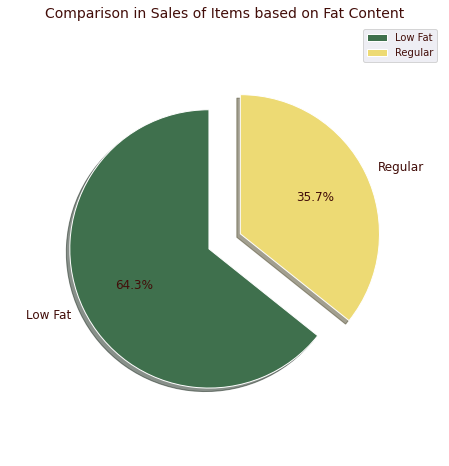 Comparison in Sales of Items based on Fat Content
Low Fat
Regular
Regular
35.7%
64.3%
Low Fat